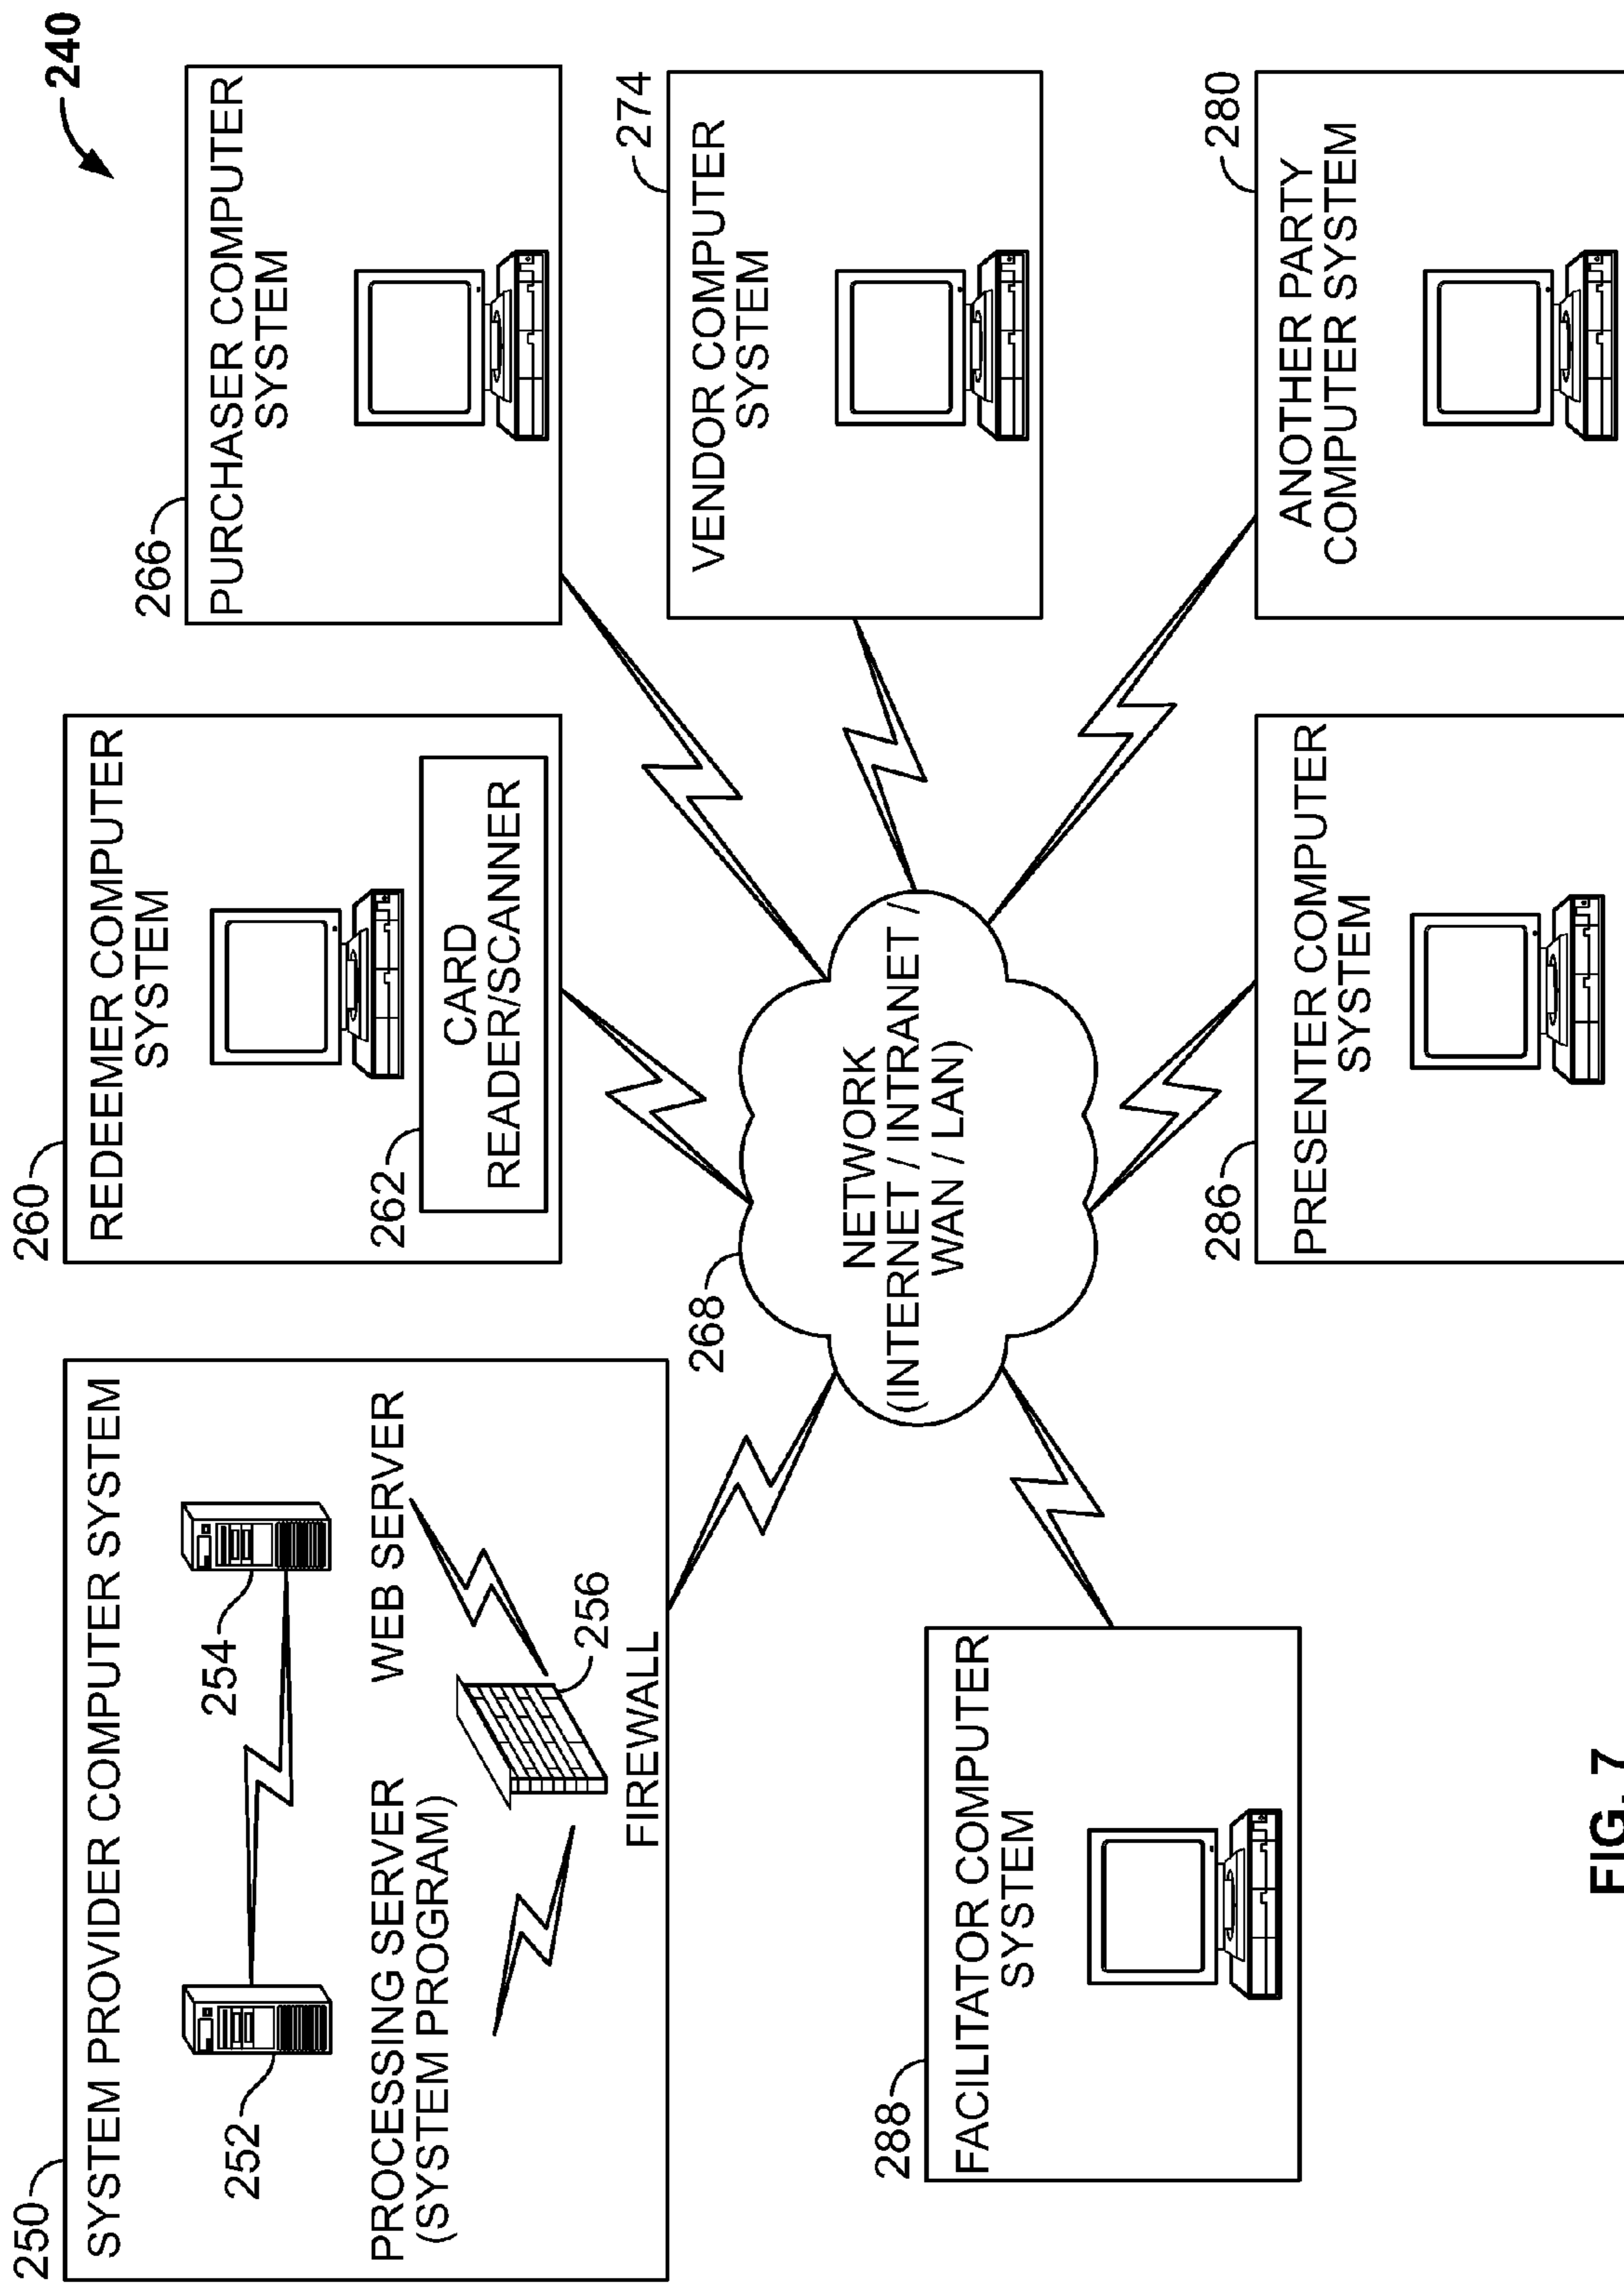 240
250
SYSTEM PROVIDER COMPUTER SYSTEM
252
254
PROCESSING SERVER
(SYSTEM PROGRAM)
WEB SERVER
256
FIREWALL
260
REDEEMER COMPUTER
SYSTEM
262
CARD
READER/SCANNER
266
PURCHASER COMPUTER
SYSTEM
268
NETWORK
(INTERNET / INTRANET /
WAN / LAN)
274
VENDOR COMPUTER
SYSTEM
288
FACILITATOR COMPUTER
SYSTEM
286
PRESENTER COMPUTER
SYSTEM
280
ANOTHER PARTY
COMPUTER SYSTEM
FIG. 7